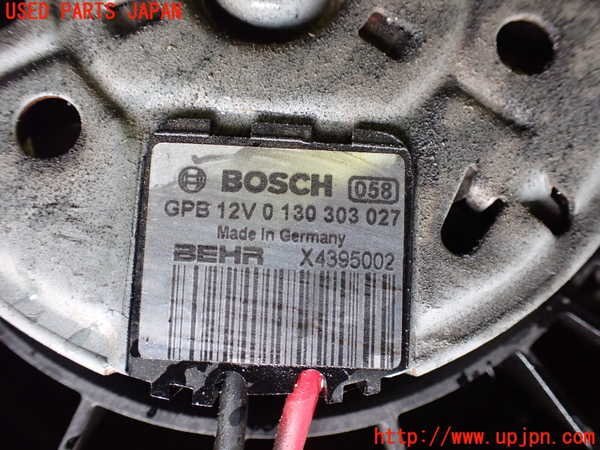 USED PARTS JAPAN
BOSCH 058
GPB 12V 0 130 303 027
Made in Germany
BEHR X4395002
© www.upjpn.com